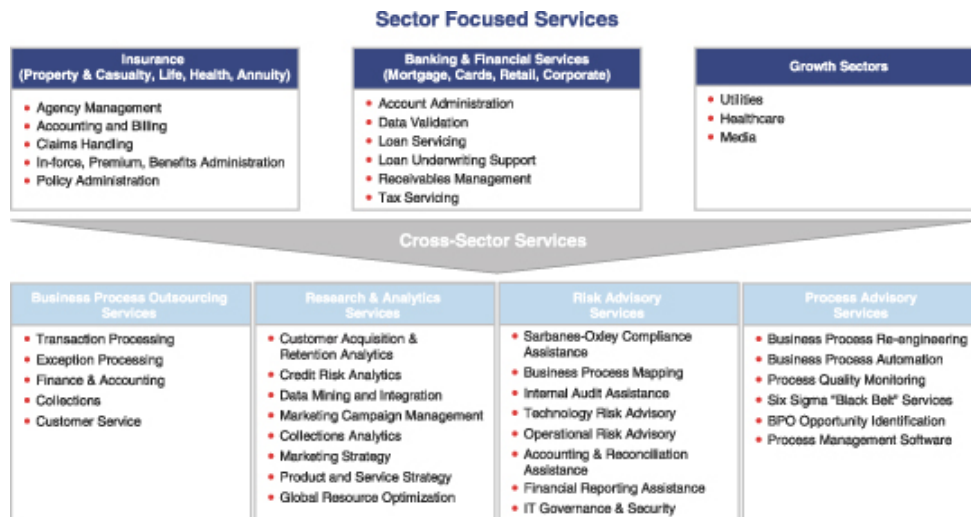 Sector Focused Services
Insurance
(Property & Casualty, Life, Health, Annuity)
Agency Management
Accounting and Billing
Claims Handling
In-force, Premium, Benefits Administration
Policy Administration
Banking & Financial Services
(Mortgage, Cards, Retail, Corporate)
Account Administration
Data Validation
Loan Servicing
Loan Underwriting Support
Receivables Management
Tax Servicing
Growth Sectors
Utilities
Healthcare
Media
Cross-Sector Services
Business Process Outsourcing
Services
Transaction Processing
Exception Processing
Finance & Accounting
Collections
Customer Service
Research & Analytics
Services
Customer Acquisition &
Retention Analytics
Credit Risk Analytics
Data Mining and Integration
Marketing Campaign Management
Collections Analytics
Marketing Strategy
Product and Service Strategy
Global Resource Optimization
Risk Advisory
Services
Sarbanes-Oxley Compliance
Assistance
Business Process Mapping
Internal Audit Assistance
Technology Risk Advisory
Operational Risk Advisory
Accounting & Reconciliation
Assistance
Financial Reporting Assistance
IT Governance & Security
Process Advisory
Services
Business Process Re-engineering
Business Process Automation
Process Quality Monitoring
Six Sigma "Black Belt" Services
BPO Opportunity Identification
Process Management Software